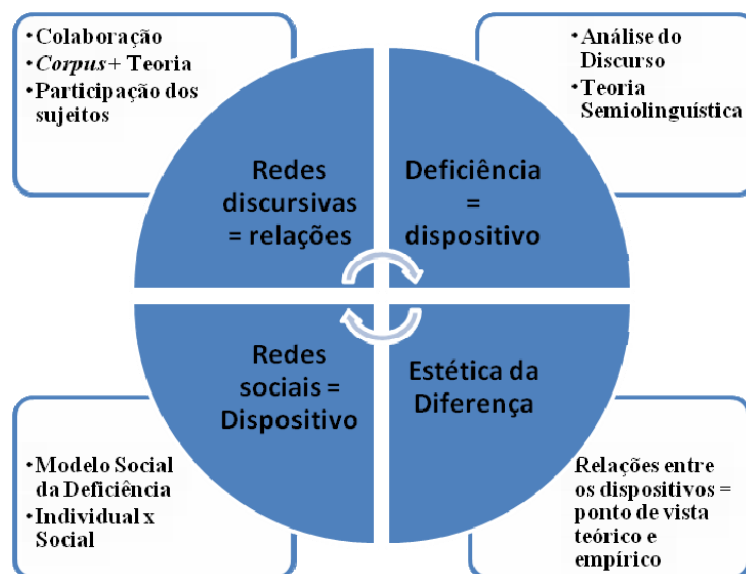 • Colaboração
• Corpus + Teoria
• Participação dos
sujeitos
• Análise do
Discurso
• Teoria
Semiolinguística
Redes
discursivas
= relações
Deficiência
=
dispositivo
Redes
sociais =
Dispositivo
Estética da
Diferença
• Modelo Social
da Deficiência
• Individual x
Social
Relações entre
os dispositivos =
ponto de vista
teórico e
empírico